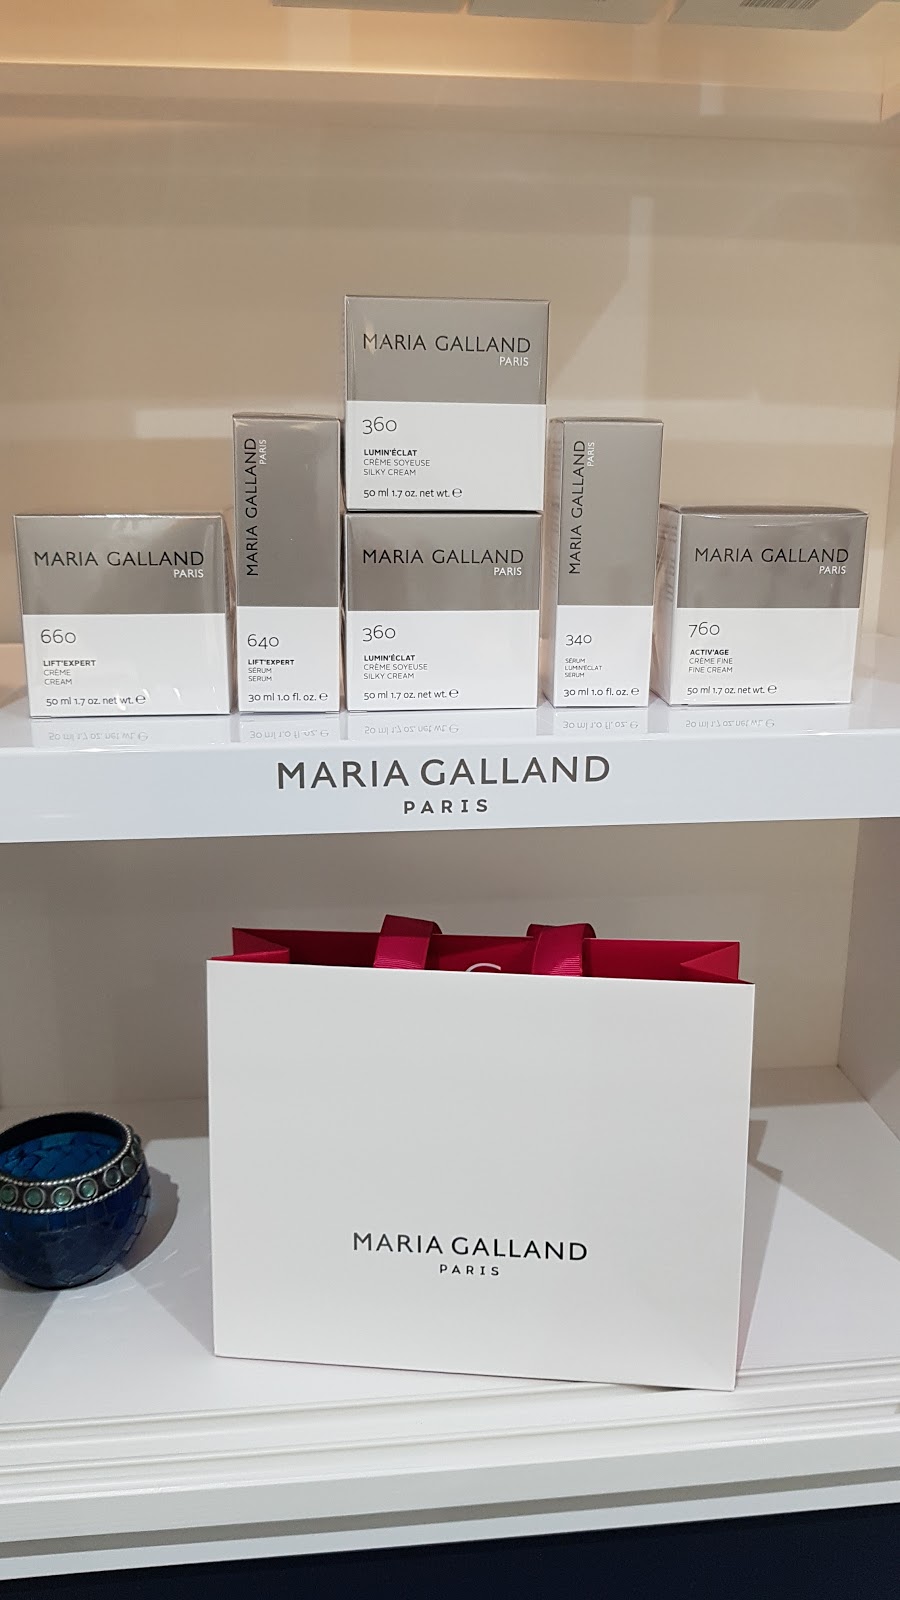 MARIA GALLAND
PARIS
360
LUMIN'ÉCLAT
CRÈME SOYEUSE
SILKY CREAM
50 ml 1.7 oz. net wt. ℮
MARIA GALLAND
PARIS
660
LIFT'EXPERT
CRÈME
CREAM
50 ml 1.7 oz. net wt. ℮
MARIA GALLAND
PARIS
640
LIFT'EXPERT
SÉRUM
SERUM
30 ml 1.0 fl. oz. ℮
MARIA GALLAND
PARIS
360
LUMIN'ÉCLAT
CRÈME SOYEUSE
SILKY CREAM
50 ml 1.7 oz. net wt. ℮
MARIA GALLAND
PARIS
340
SÉRUM
LUMIN'ÉCLAT
SERUM
30 ml 1.0 fl. oz. ℮
MARIA GALLAND
PARIS
760
ACTIV'AGE
CRÈME FINE
FINE CREAM
50 ml 1.7 oz. net wt. ℮
MARIA GALLAND
PARIS
MARIA GALLAND
PARIS